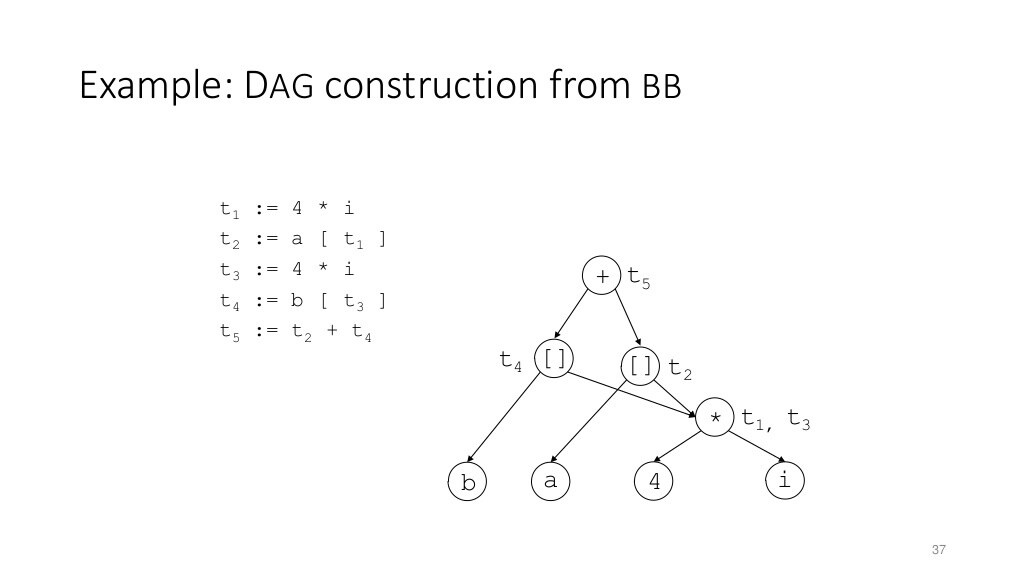 Example: DAG construction from BB
t1 := 4 * i
t2 := a [ t1 ]
t3 := 4 * i
t4 := b [ t3 ]
t5 := t2 + t4
+ t5
t4 [] [] t2
* t1, t3
b a 4 i
37